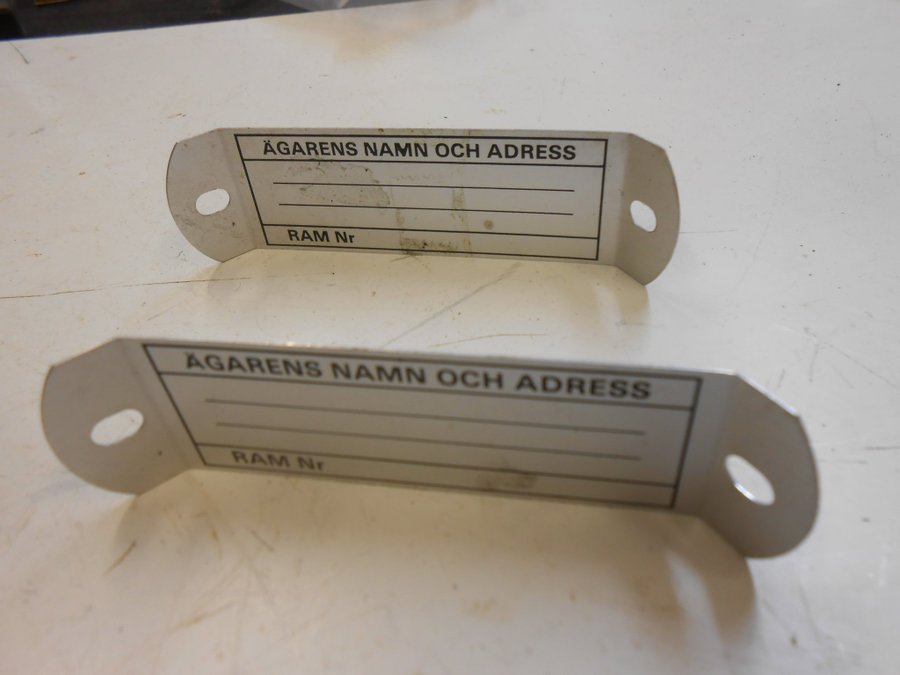 ÄGARENS NAMN OCH ADRESS
RAM Nr
ÄGARENS NAMN OCH ADRESS
RAM Nr